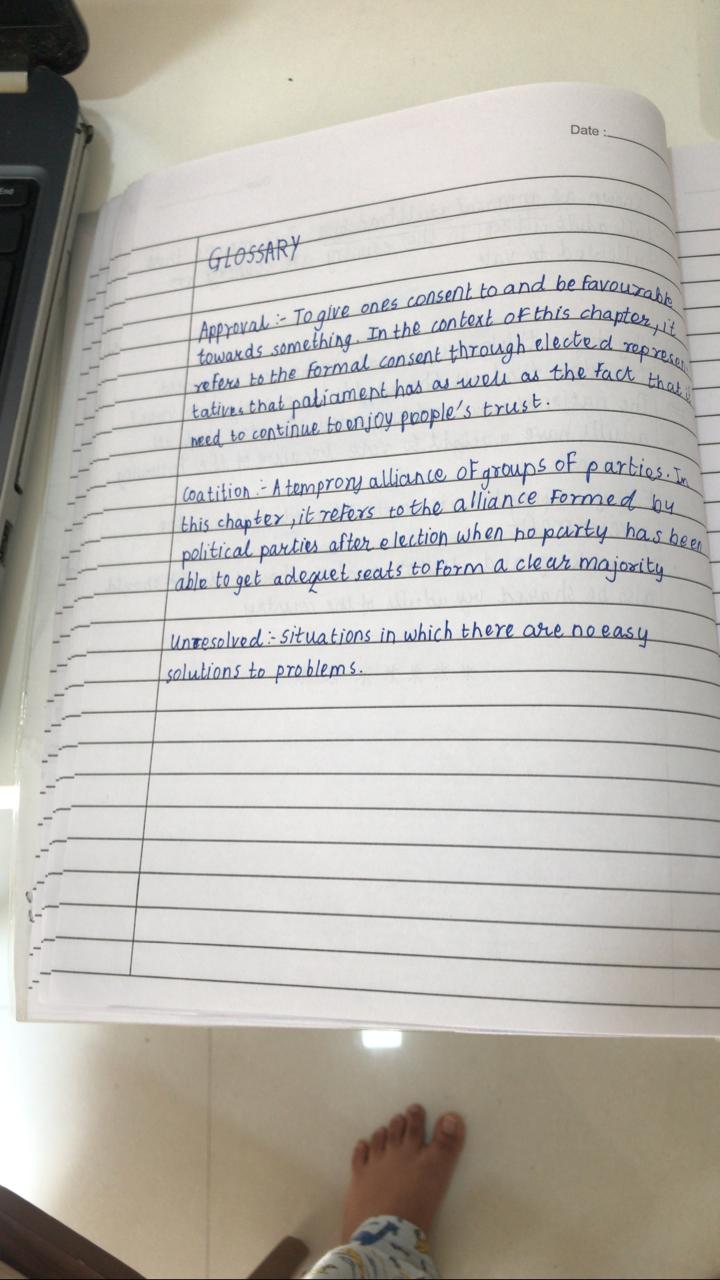 Date :
GLOSSARY
Approval :- To give ones consent to and be favourable
towards something. In the context of this chapter, it
refers to the formal consent through elected represen
tatives that paliament has as well as the fact that it
need to continue to enjoy people's trust.
Coatition :- A temprory alliance of groups of parties. In
this chapter, it refers to the alliance formed by
political parties after election when no party has been
able to get adequet seats to form a clear majority
Unresolved :- situations in which there are no easy
solutions to problems.
End